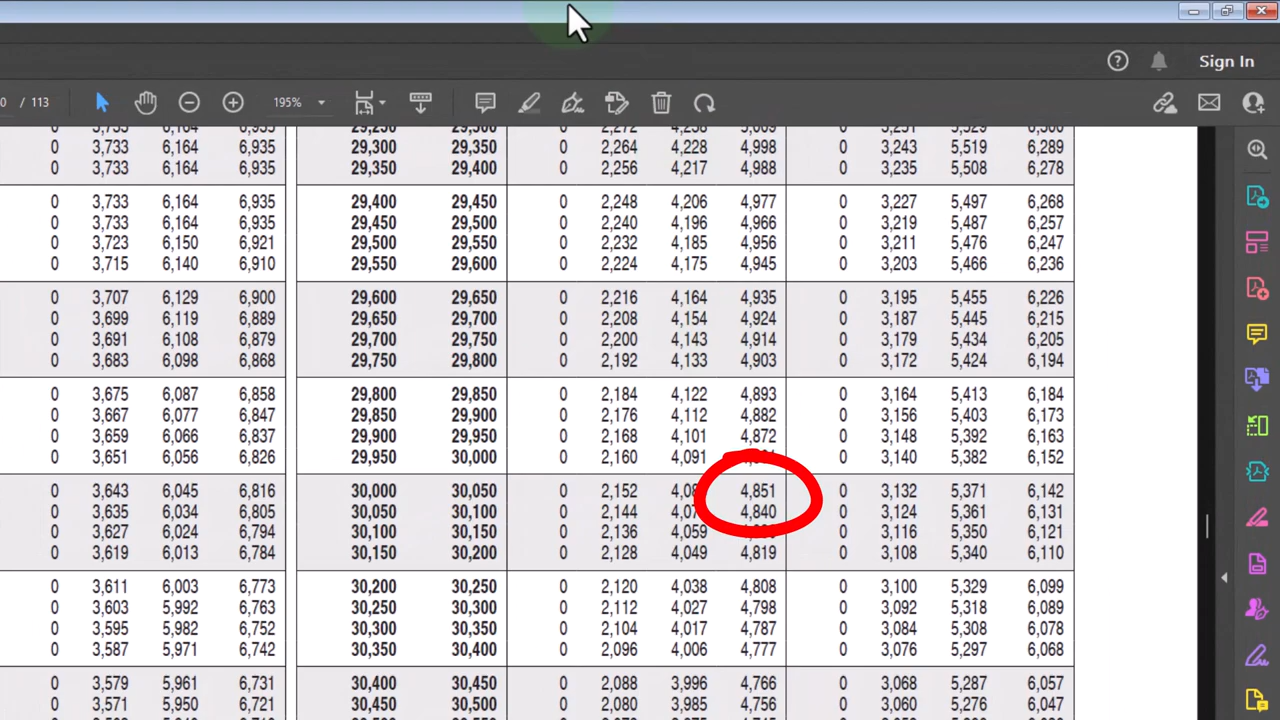 Sign In
0 / 113 195%
0 3,733 6,164 6,935 29,250 29,300 0 2,272 4,238 5,009 0 3,251 5,529 6,300
0 3,733 6,164 6,935 29,300 29,350 0 2,264 4,228 4,998 0 3,243 5,519 6,289
0 3,733 6,164 6,935 29,350 29,400 0 2,256 4,217 4,988 0 3,235 5,508 6,278
0 3,733 6,164 6,935 29,400 29,450 0 2,248 4,206 4,977 0 3,227 5,497 6,268
0 3,733 6,164 6,935 29,450 29,500 0 2,240 4,196 4,966 0 3,219 5,487 6,257
0 3,723 6,150 6,921 29,500 29,550 0 2,232 4,185 4,956 0 3,211 5,476 6,247
0 3,715 6,140 6,910 29,550 29,600 0 2,224 4,175 4,945 0 3,203 5,466 6,236
0 3,707 6,129 6,900 29,600 29,650 0 2,216 4,164 4,935 0 3,195 5,455 6,226
0 3,699 6,119 6,889 29,650 29,700 0 2,208 4,154 4,924 0 3,187 5,445 6,215
0 3,691 6,108 6,879 29,700 29,750 0 2,200 4,143 4,914 0 3,179 5,434 6,205
0 3,683 6,098 6,868 29,750 29,800 0 2,192 4,133 4,903 0 3,172 5,424 6,194
0 3,675 6,087 6,858 29,800 29,850 0 2,184 4,122 4,893 0 3,164 5,413 6,184
0 3,667 6,077 6,847 29,850 29,900 0 2,176 4,112 4,882 0 3,156 5,403 6,173
0 3,659 6,066 6,837 29,900 29,950 0 2,168 4,101 4,872 0 3,148 5,392 6,163
0 3,651 6,056 6,826 29,950 30,000 0 2,160 4,091 0 3,140 5,382 6,152
0 3,643 6,045 6,816 30,000 30,050 0 2,152 4,851 0 3,132 5,371 6,142
0 3,635 6,034 6,805 30,050 30,100 0 2,144 4,840 0 3,124 5,361 6,131
0 3,627 6,024 6,794 30,100 30,150 0 2,136 4,059 0 3,116 5,350 6,121
0 3,619 6,013 6,784 30,150 30,200 0 2,128 4,049 4,819 0 3,108 5,340 6,110
0 3,611 6,003 6,773 30,200 30,250 0 2,120 4,038 4,808 0 3,100 5,329 6,099
0 3,603 5,992 6,763 30,250 30,300 0 2,112 4,027 4,798 0 3,092 5,318 6,089
0 3,595 5,982 6,752 30,300 30,350 0 2,104 4,017 4,787 0 3,084 5,308 6,078
0 3,587 5,971 6,742 30,350 30,400 0 2,096 4,006 4,777 0 3,076 5,297 6,068
0 3,579 5,961 6,731 30,400 30,450 0 2,088 3,996 4,766 0 3,068 5,287 6,057
0 3,571 5,950 6,721 30,450 30,500 0 2,080 3,985 4,756 0 3,060 5,276 6,047